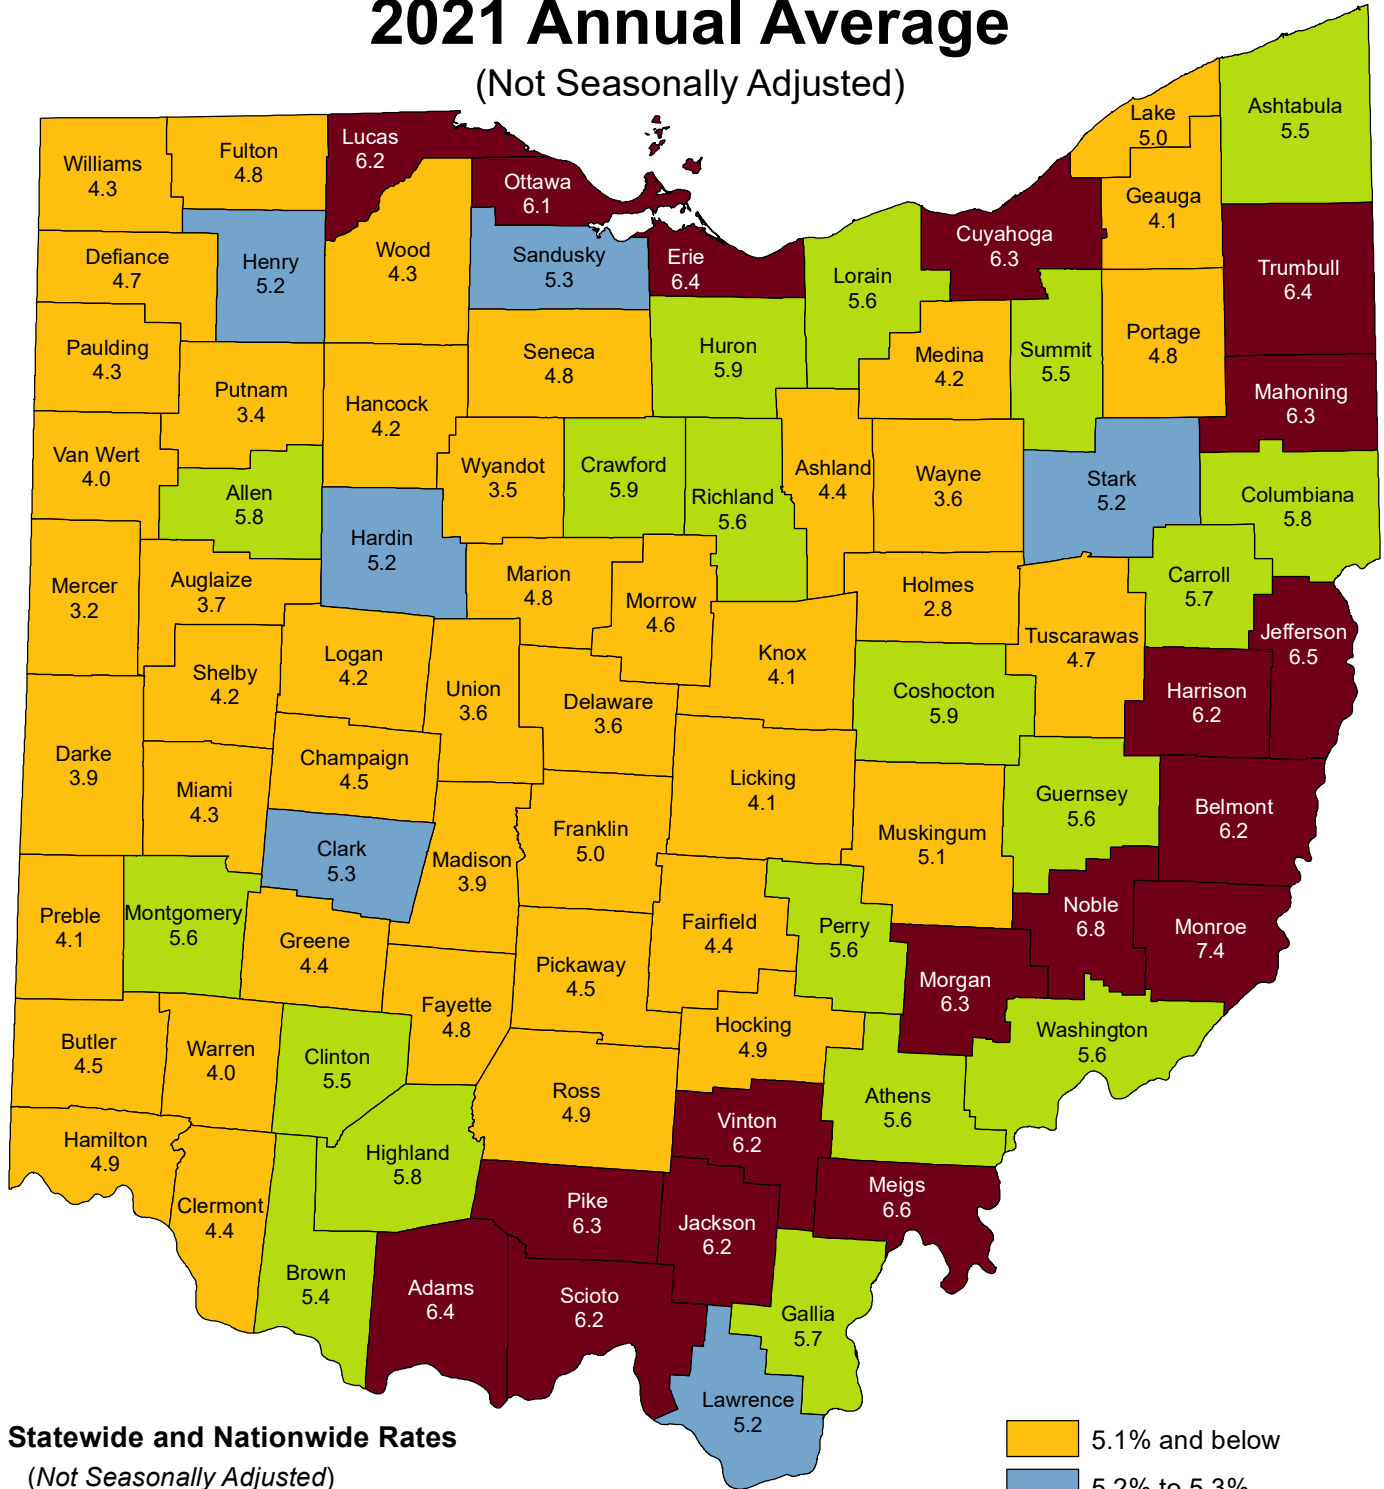 2021 Annual Average
(Not Seasonally Adjusted)
Ashtabula
5.5
Lake
5.0
Lucas
6.2
Fulton
4.8
Williams
4.3
Ottawa
6.1
Geauga
4.1
Cuyahoga
6.3
Wood
4.3
Sandusky
5.3
Erie
6.4
Defiance
4.7
Henry
5.2
Lorain
5.6
Trumbull
6.4
Portage
4.8
Paulding
4.3
Seneca
4.8
Huron
5.9
Medina
4.2
Summit
5.5
Putnam
3.4
Hancock
4.2
Mahoning
6.3
Van Wert
4.0
Wyandot
3.5
Crawford
5.9
Richland
5.6
Ashland
4.4
Wayne
3.6
Stark
5.2
Columbiana
5.8
Allen
5.8
Hardin
5.2
Mercer
3.2
Auglaize
3.7
Marion
4.8
Morrow
4.6
Holmes
2.8
Carroll
5.7
Tuscarawas
4.7
Jefferson
6.5
Shelby
4.2
Logan
4.2
Union
3.6
Delaware
3.6
Knox
4.1
Coshocton
5.9
Harrison
6.2
Darke
3.9
Miami
4.3
Champaign
4.5
Licking
4.1
Guernsey
5.6
Belmont
6.2
Clark
5.3
Madison
3.9
Franklin
5.0
Muskingum
5.1
Preble
4.1
Montgomery
5.6
Greene
4.4
Fairfield
4.4
Perry
5.6
Noble
6.8
Monroe
7.4
Pickaway
4.5
Morgan
6.3
Fayette
4.8
Hocking
4.9
Washington
5.6
Butler
4.5
Warren
4.0
Clinton
5.5
Ross
4.9
Athens
5.6
Hamilton
4.9
Highland
5.8
Vinton
6.2
Clermont
4.4
Pike
6.3
Jackson
6.2
Meigs
6.6
Brown
5.4
Adams
6.4
Scioto
6.2
Gallia
5.7
Lawrence
5.2
Statewide and Nationwide Rates
(Not Seasonally Adjusted)
5.1% and below
5.2% to 5.3%